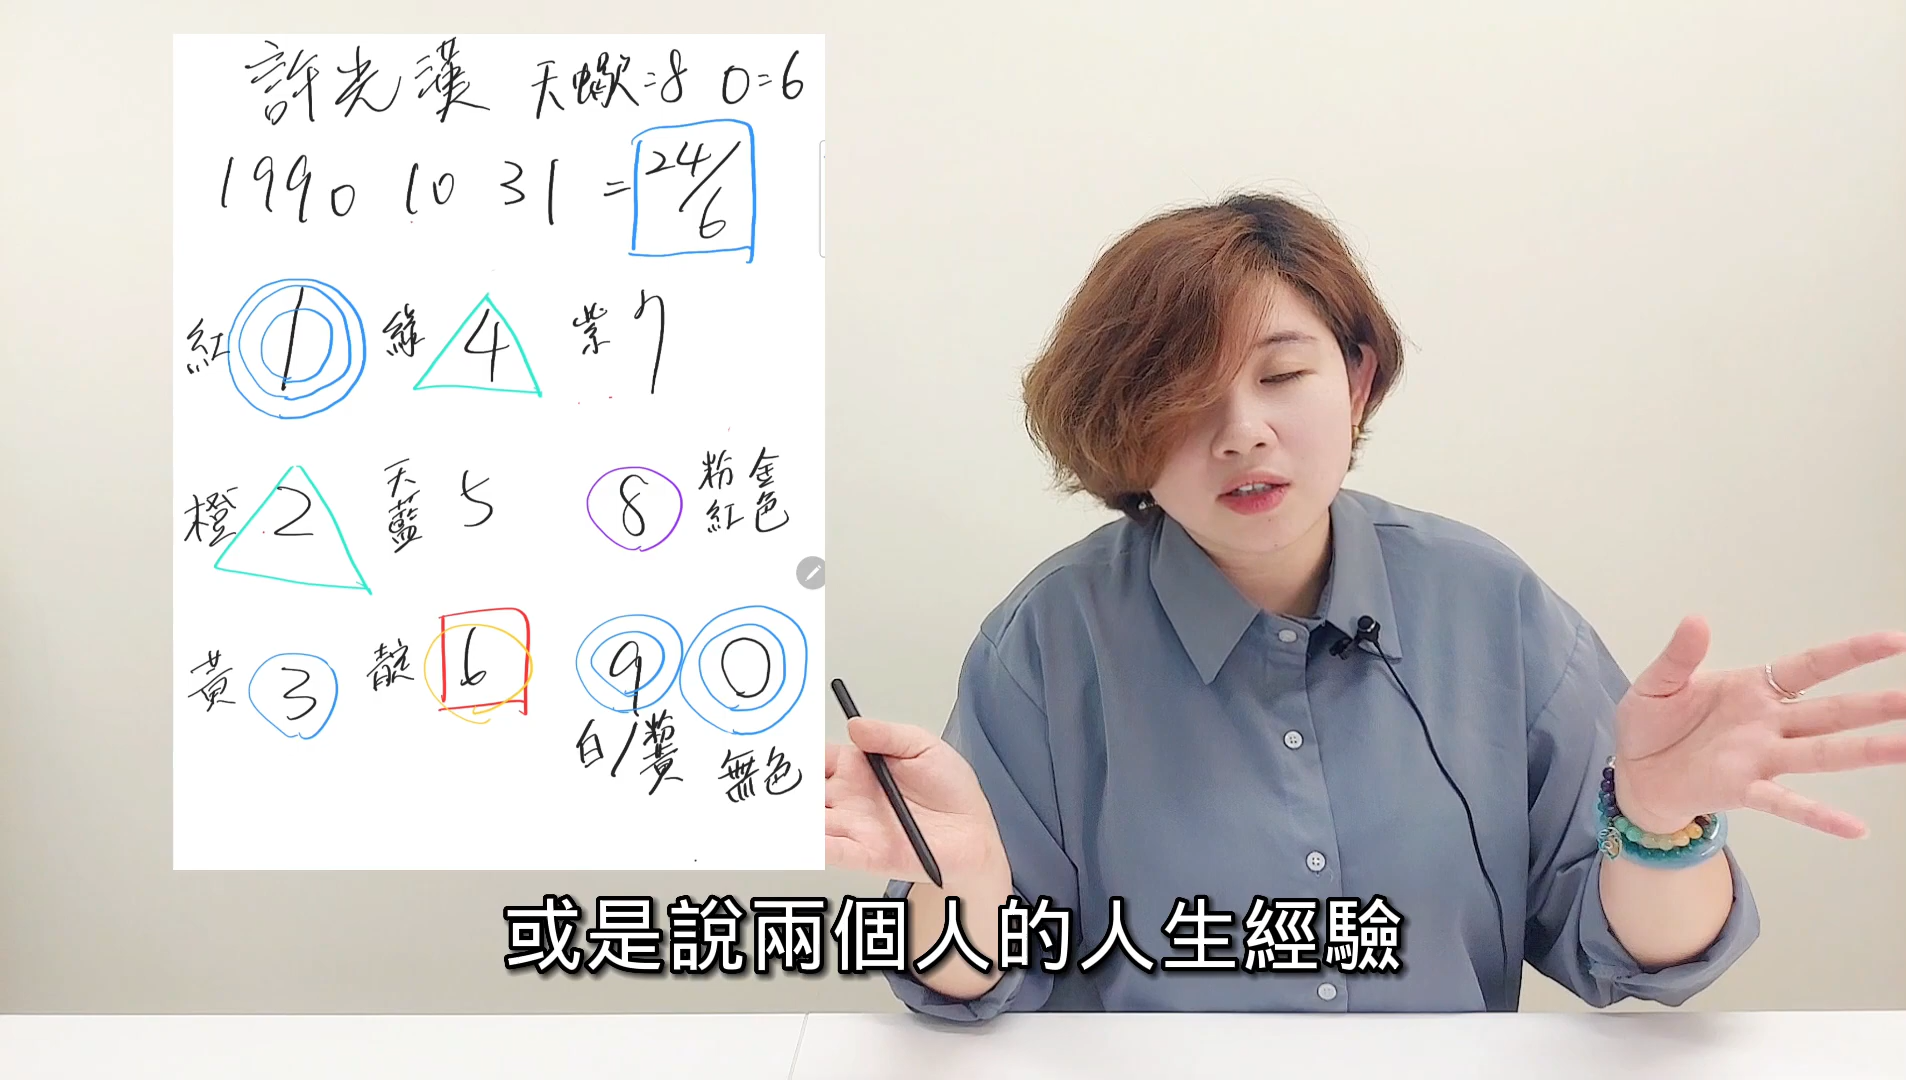 許光漢 天蠍=8 0=6
1990 10 31 = 24/6
紅 1 綠 4 紫 7
橙 2 天藍 5 8 粉紅 金色
黃 3 靛 6 9 0
白/粉黃 無色
或是說兩個人的人生經驗